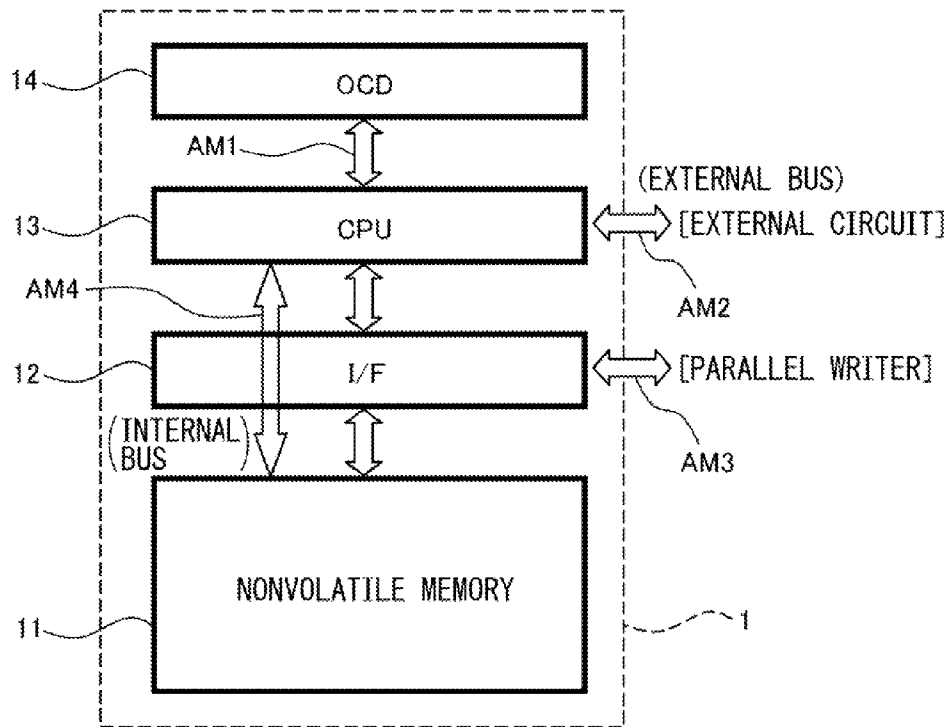 14
OCD
AM1
(EXTERNAL BUS)
13
CPU
[EXTERNAL CIRCUIT]
AM4
AM2
12
I/F
[PARALLEL WRITER]
(INTERNAL
BUS)
AM3
NONVOLATILE MEMORY
11
1